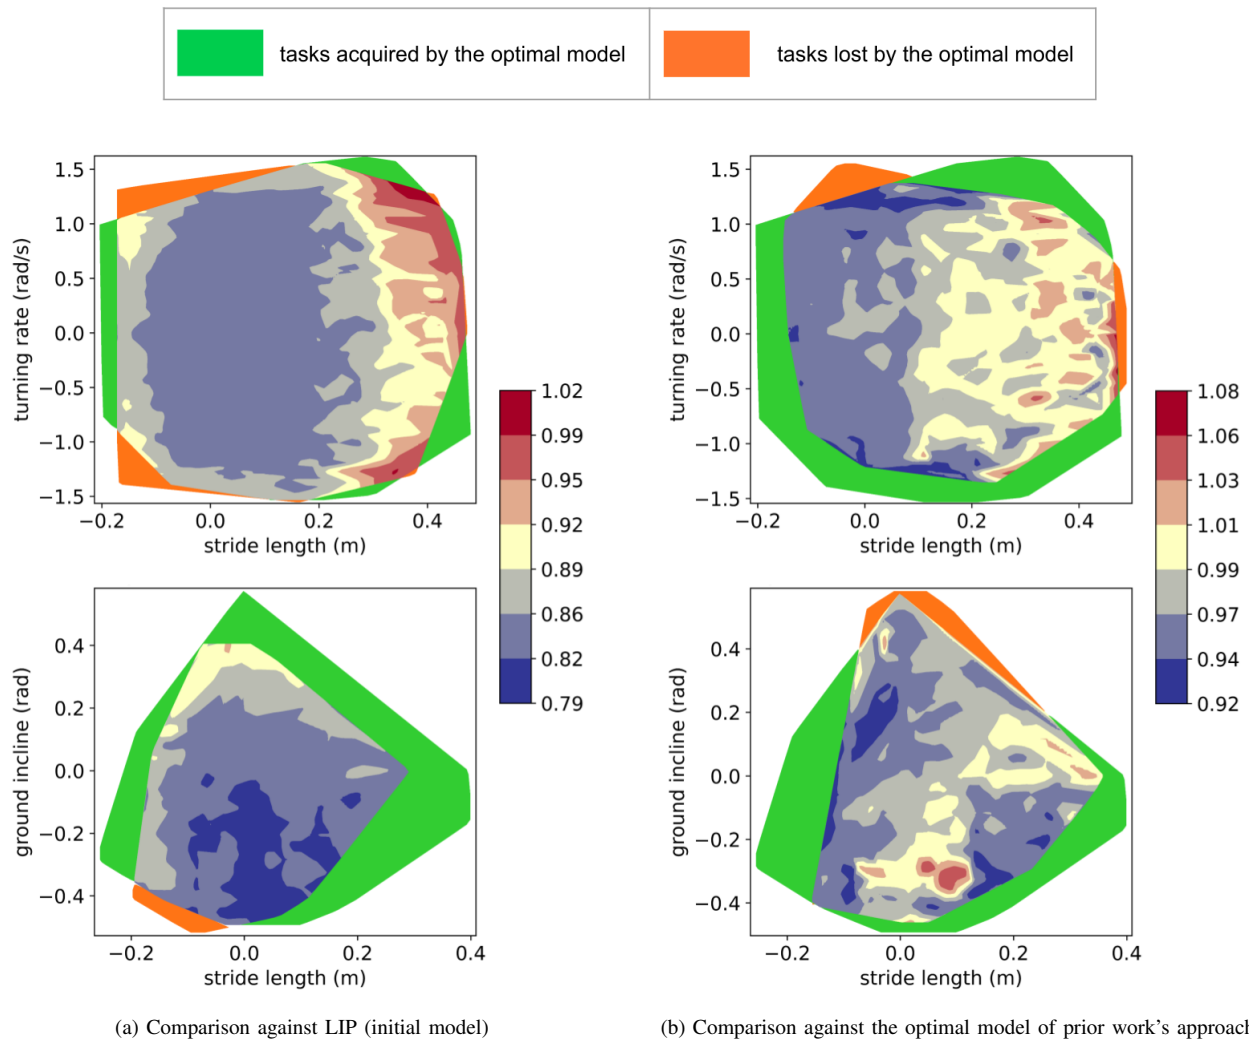 tasks acquired by the optimal model
tasks lost by the optimal model
1.5
1.0
0.5
0.0
−0.5
−1.0
−1.5
turning rate (rad/s)
−0.2 0.0 0.2 0.4
stride length (m)
1.5
1.0
0.5
0.0
−0.5
−1.0
−1.5
turning rate (rad/s)
−0.2 0.0 0.2 0.4
stride length (m)
1.02
0.99
0.95
0.92
0.89
0.86
0.82
0.79
1.08
1.06
1.03
1.01
0.99
0.97
0.94
0.92
0.4
0.2
0.0
−0.2
−0.4
ground incline (rad)
−0.2 0.0 0.2 0.4
stride length (m)
0.4
0.2
0.0
−0.2
−0.4
ground incline (rad)
−0.2 0.0 0.2 0.4
stride length (m)
(a) Comparison against LIP (initial model)
(b) Comparison against the optimal model of prior work's approach